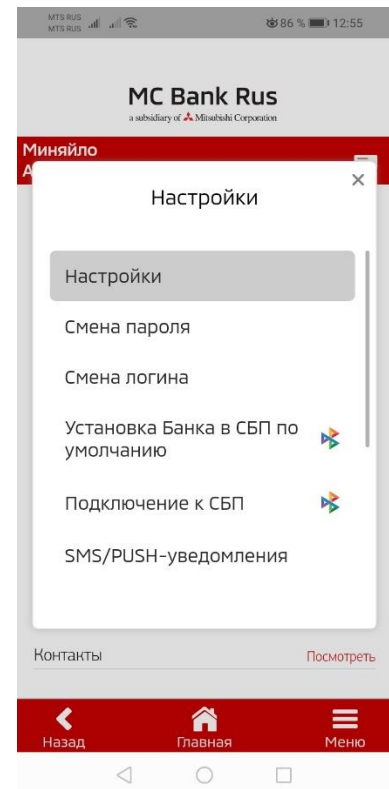 MTS RUS
MTS RUS
86 % 12:55
MC Bank Rus
a subsidiary of Mitsubishi Corporation
Миняйло
А
Настройки
Настройки
Смена пароля
Смена логина
Установка Банка в СБП по
умолчанию
Подключение к СБП
SMS/PUSH-уведомления
Контакты Посмотреть
Назад Главная Меню